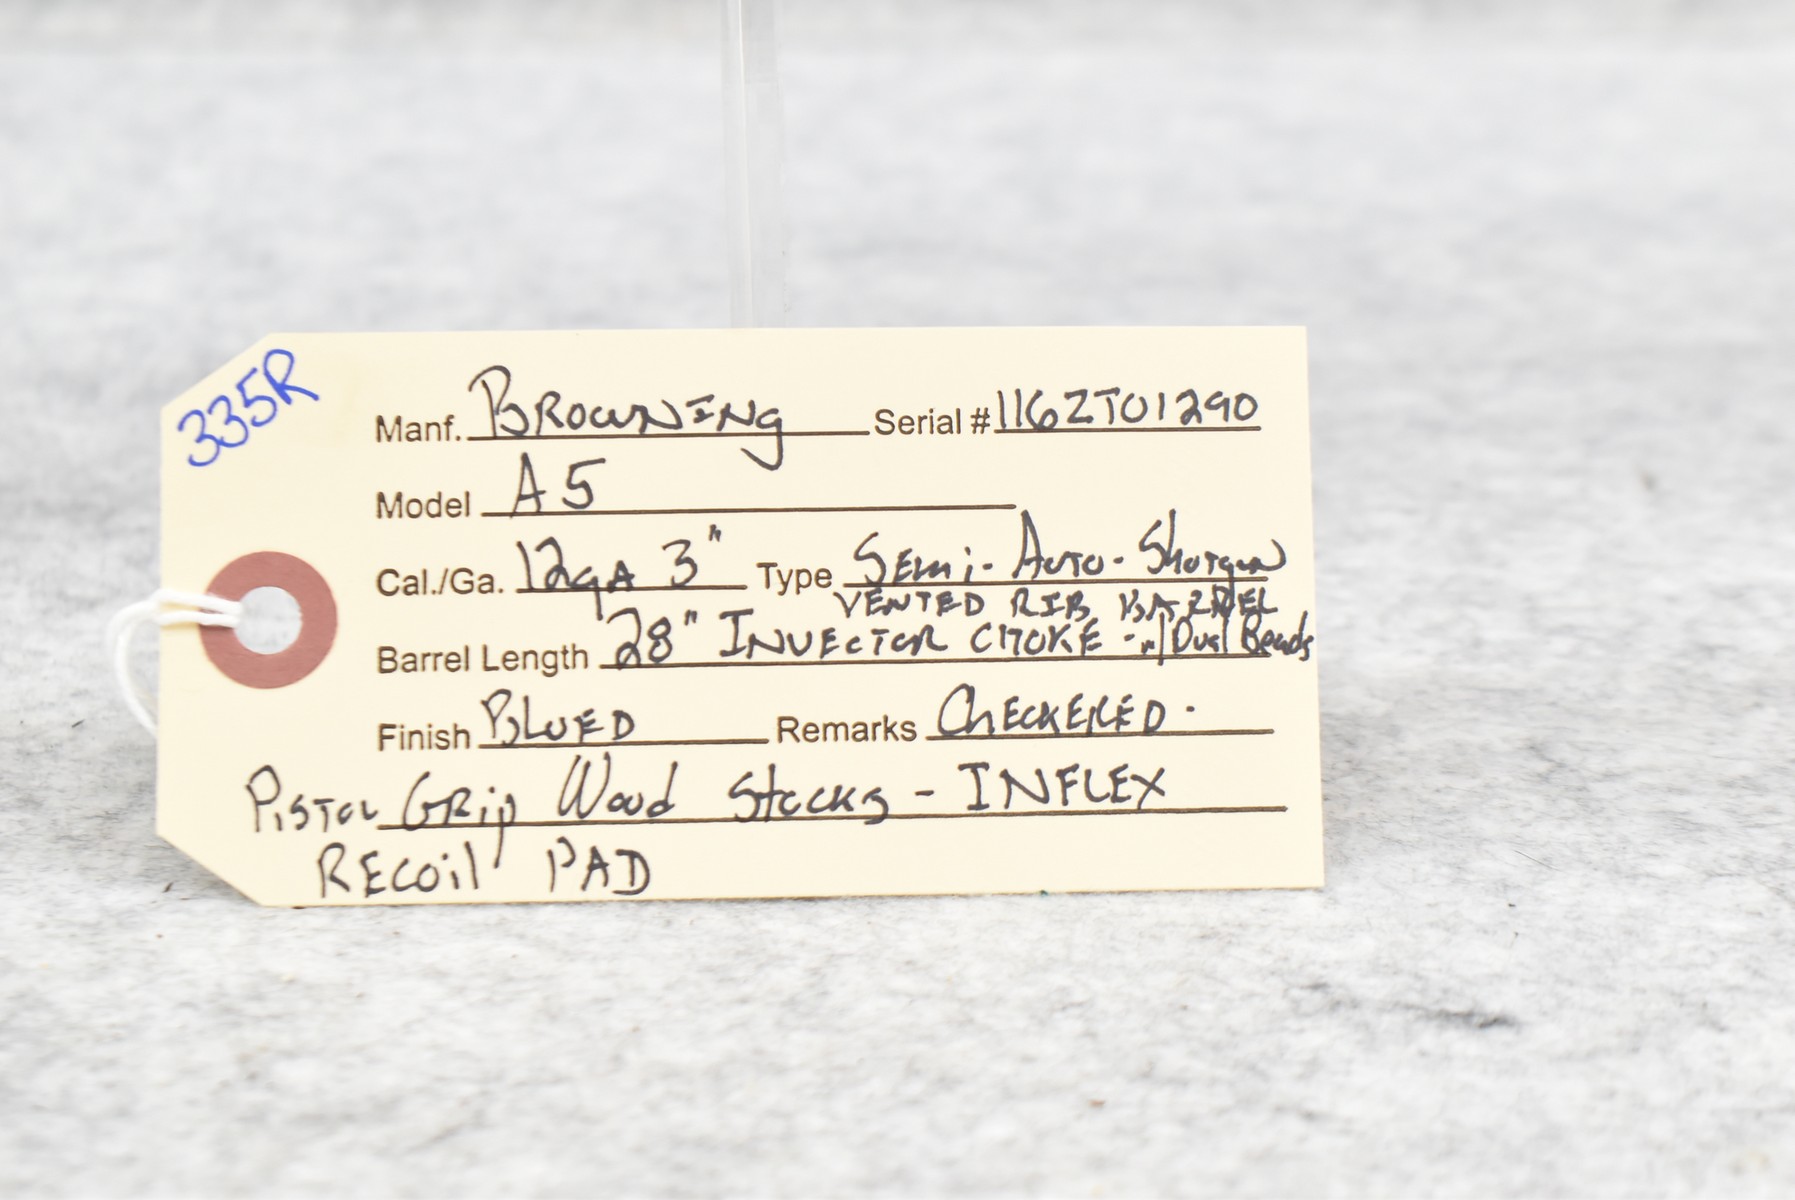 335R
Manf. Browning Serial # 116ZT01290
Model A5
Cal./Ga. 12ga 3" Type Semi-Auto-Shotgun
Vented Rib Barrel
Barrel Length 28" Invector Choke - w/ Dual Beads
Finish Blued Remarks Checkered.
Pistol Grip Wood Stocks - INFLEX
Recoil PAD